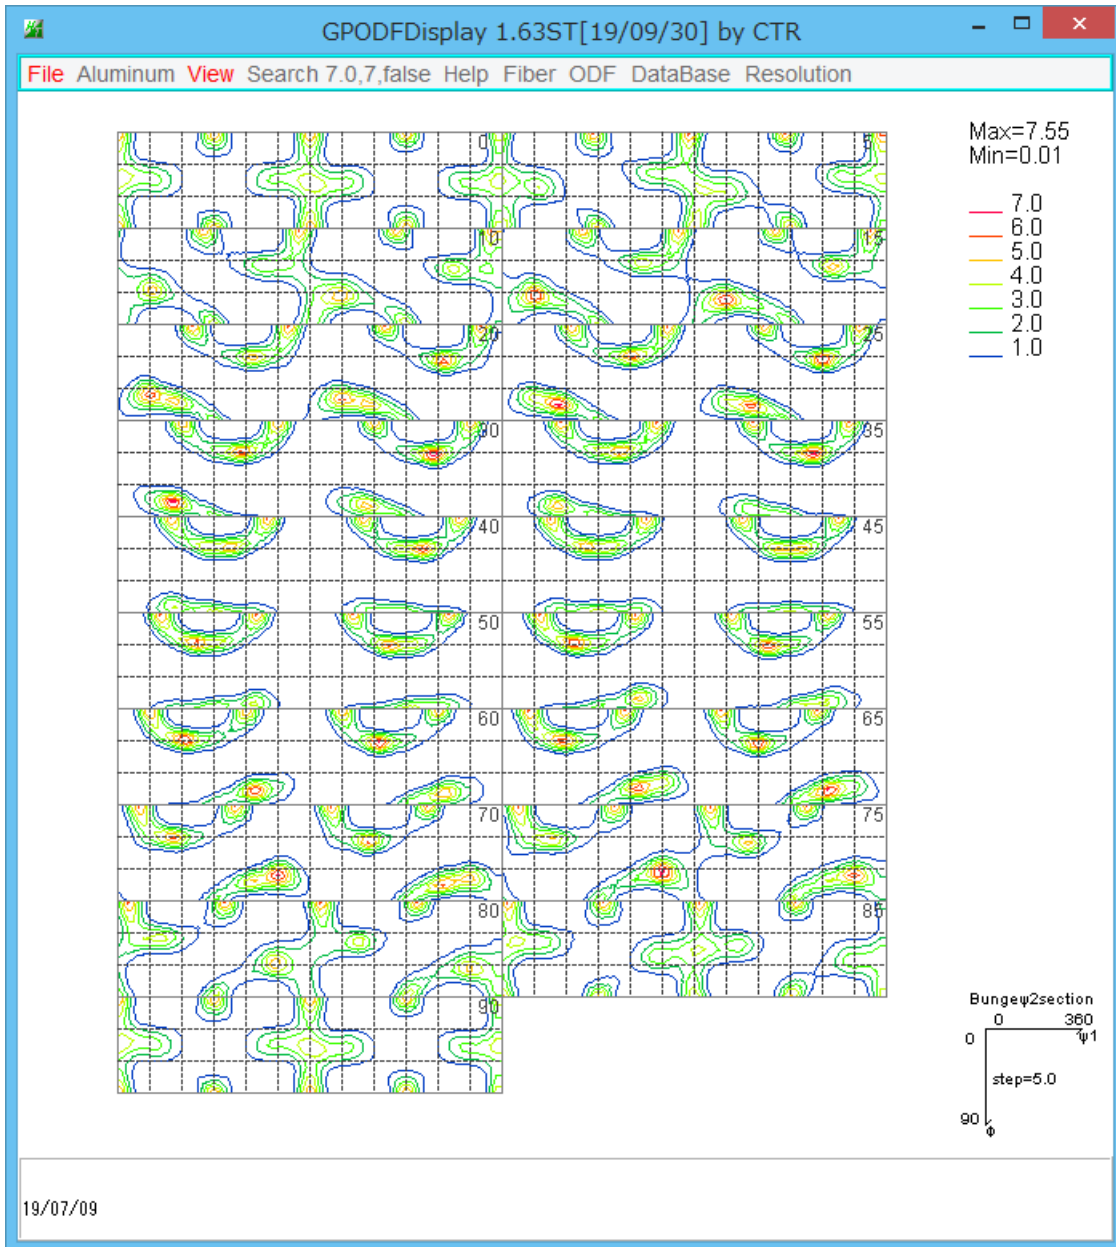 GPODFDisplay 1.63ST[19/09/30] by CTR
File Aluminum View Search 7.0,7,false Help Fiber ODF DataBase Resolution
Max=7.55
Min=0.01
7.0
6.0
5.0
4.0
3.0
2.0
1.0
0 5
10 15
20 25
30 35
40 45
50 55
60 65
70 75
80 85
90
Bungeψ2section
0 360
0 ψ1
step=5.0
90
Φ
19/07/09